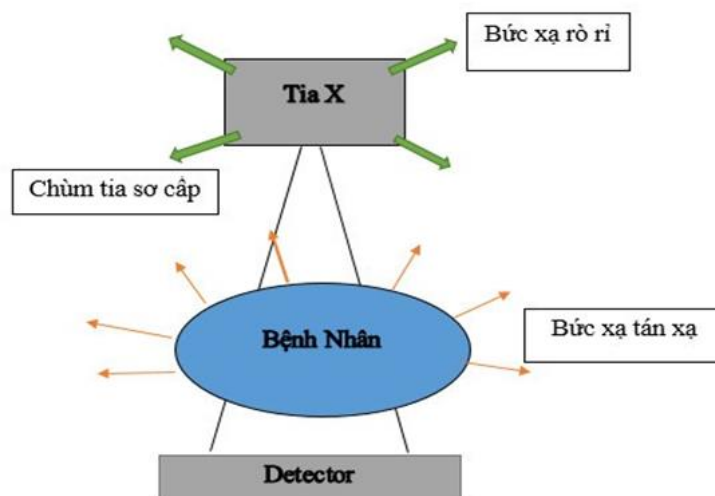 Bức xạ rò rỉ
Tia X
Chùm tia sơ cấp
Bệnh Nhân
Bức xạ tán xạ
Detector